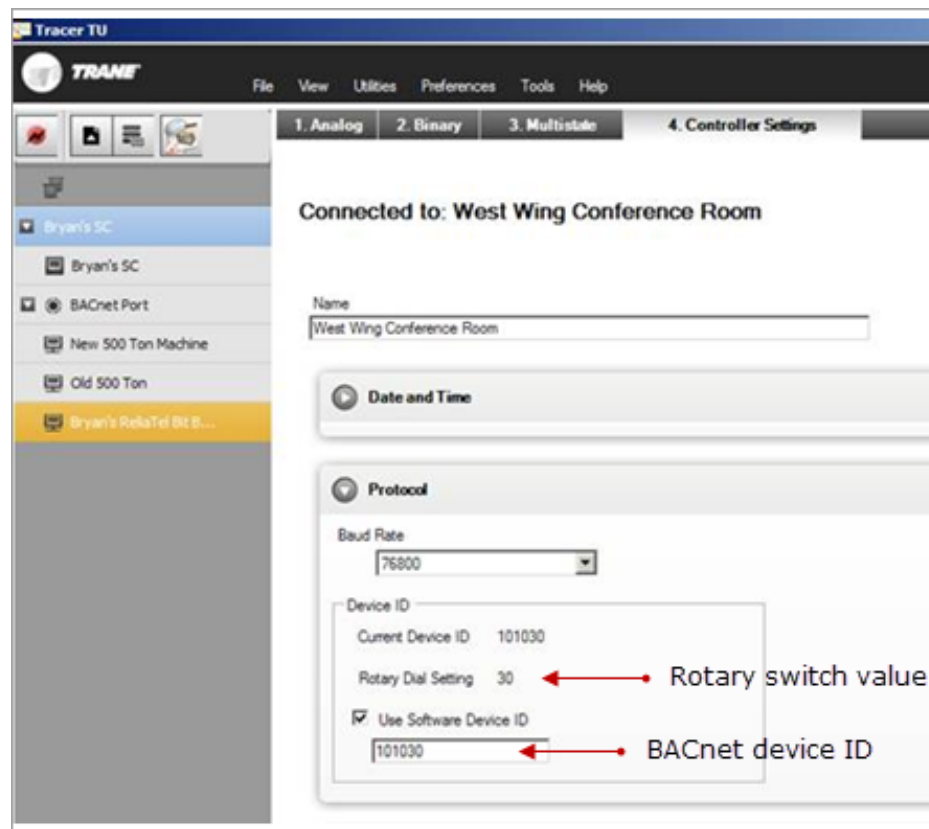 Tracer TU
TRANE
File View Utilities Preferences Tools Help
1. Analog 2. Binary 3. Multistate 4. Controller Settings
Connected to: West Wing Conference Room
Bryan's SC
Bryan's SC
BACnet Port
New 500 Ton Machine
Old 500 Ton
Bryan's ReliaTel Bit B...
Name
West Wing Conference Room
Date and Time
Protocol
Baud Rate
76800
Device ID
Current Device ID 101030
Rotary Dial Setting 30 Rotary switch value
Use Software Device ID
101030 BACnet device ID